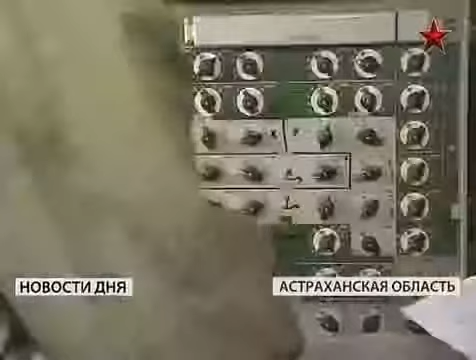 НОВОСТИ ДНЯ
АСТРАХАНСКАЯ ОБЛАСТЬ